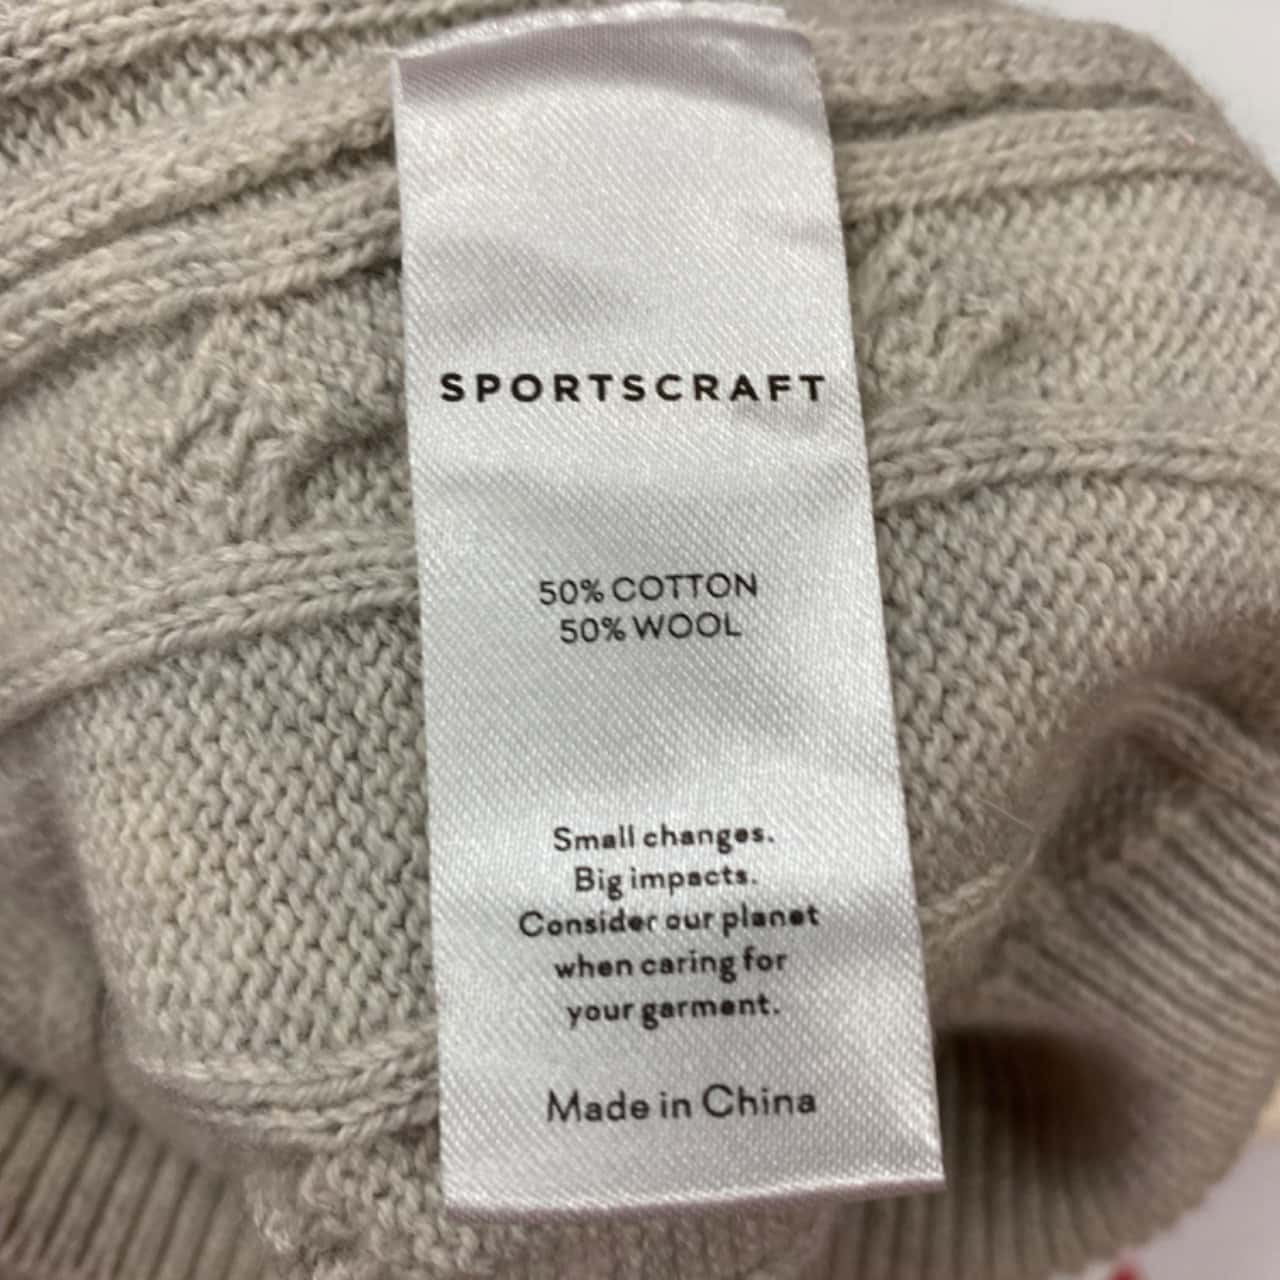 SPORTSCRAFT
50% COTTON
50% WOOL
Small changes.
Big impacts.
Consider our planet
when caring for
your garment.
Made in China